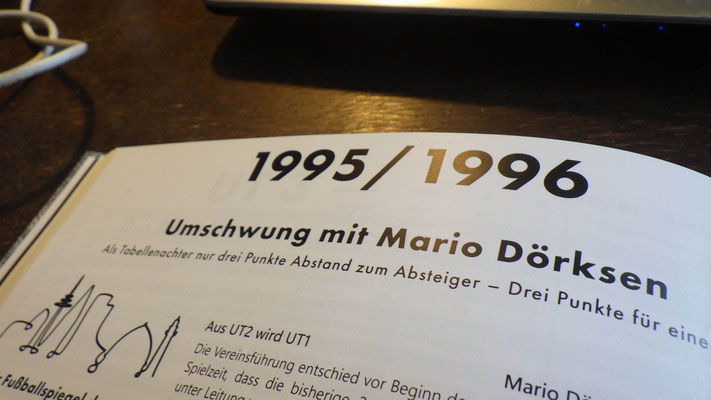 1995/1996
Umschwung mit Mario Dörksen
Als Tabellenachter nur drei Punkte Abstand zum Absteiger – Drei Punkte für eine
Aus UT2 wird UT1
Die Vereinsführung entschied vor Beginn
Spielzeit, dass die bisherige
unter Leitung
Mario Dö
Fußballspiegel